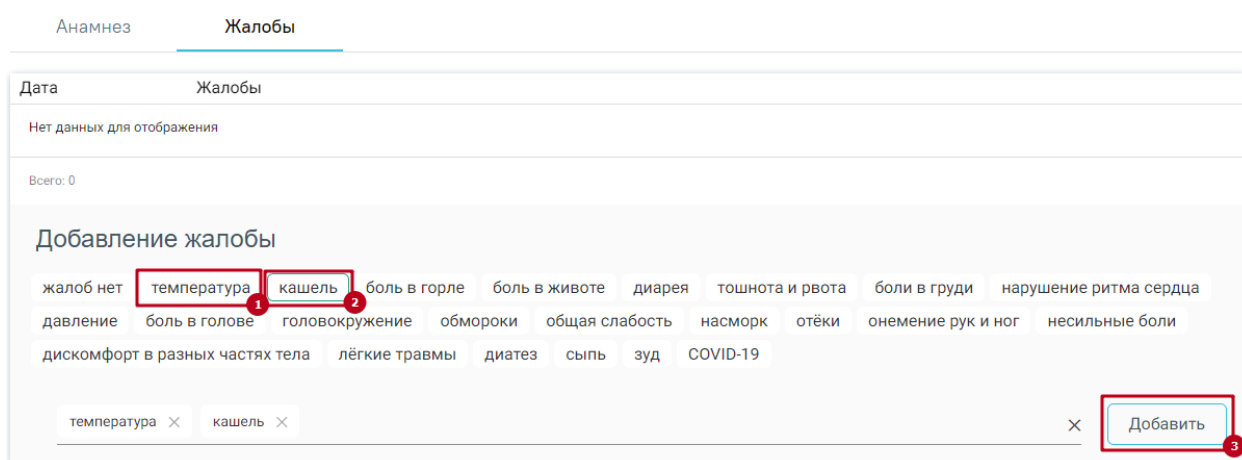 Анамнез Жалобы
Дата Жалобы
Нет данных для отображения
Всего: 0
Добавление жалобы
жалоб нет температура 1 кашель 2 боль в горле боль в животе диарея тошнота и рвота боли в груди нарушение ритма сердца
давление боль в голове головокружение обмороки общая слабость насморк отёки онемение рук и ног несильные боли
дискомфорт в разных частях тела лёгкие травмы диатез сыпь зуд COVID-19
температура × кашель × × Добавить 3